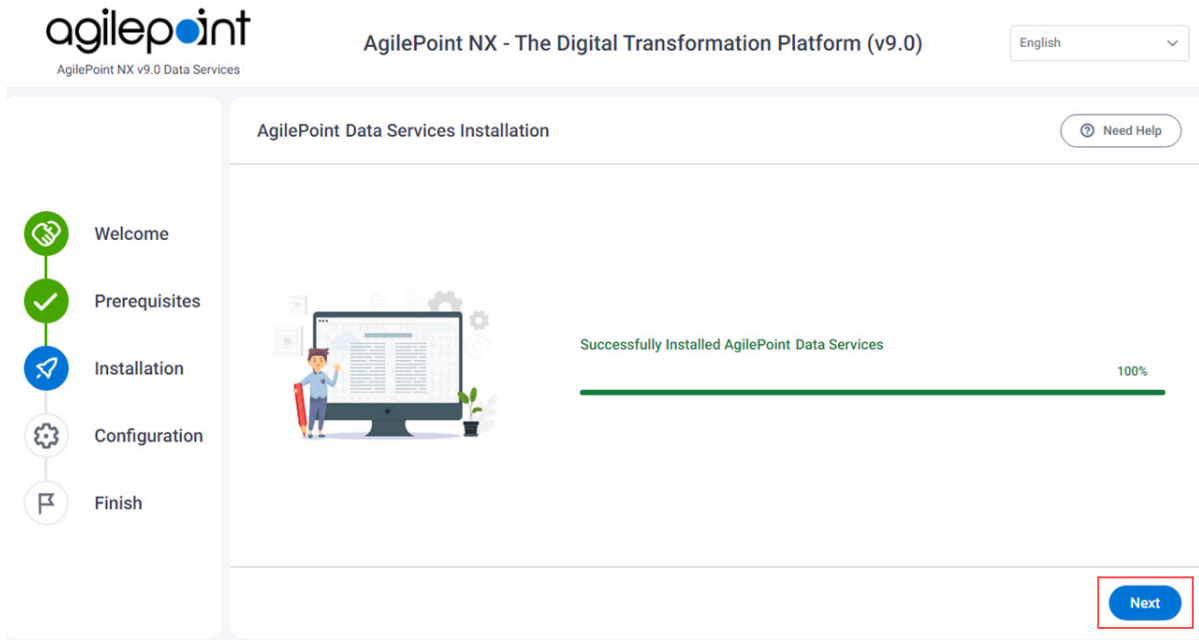 agilepoint
AgilePoint NX v9.0 Data Services
AgilePoint NX - The Digital Transformation Platform (v9.0)
English
AgilePoint Data Services Installation
Need Help
Welcome
Prerequisites
Installation
Configuration
Finish
Successfully Installed AgilePoint Data Services
100%
Next